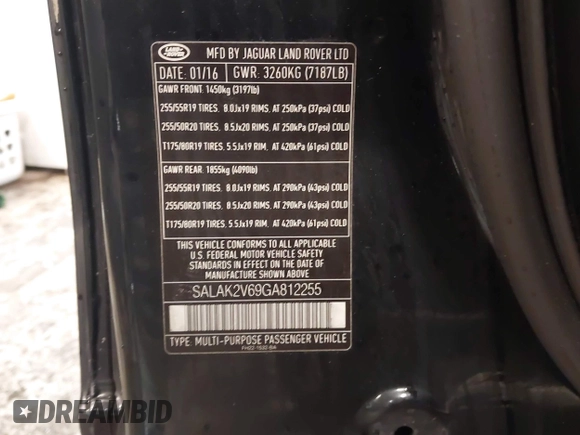 LAND ROVER
MFD BY JAGUAR LAND ROVER LTD
DATE: 01/16 GWR: 3260KG (7187LB)
GAWR FRONT. 1450kg (3197lb)
255/55R19 TIRES. 8.0Jx19 RIMS. AT 250kPa (37psi) COLD
255/50R20 TIRES. 8.5Jx20 RIMS. AT 250kPa (37psi) COLD
T175/80R19 TIRES. 5.5Jx19 RIM. AT 420kPa (61psi) COLD
GAWR REAR. 1855kg (4090lb)
255/55R19 TIRES. 8.0Jx19 RIMS. AT 290kPa (43psi) COLD
255/50R20 TIRES. 8.5Jx20 RIMS. AT 290kPa (43psi) COLD
T175/80R19 TIRES. 5.5Jx19 RIM. AT 420kPa (61psi) COLD
THIS VEHICLE CONFORMS TO ALL APPLICABLE
U.S. FEDERAL MOTOR VEHICLE SAFETY
STANDARDS IN EFFECT ON THE DATE OF
MANUFACTURE SHOWN ABOVE
SALAK2V69GA812255
TYPE: MULTI-PURPOSE PASSENGER VEHICLE
DREAMBID